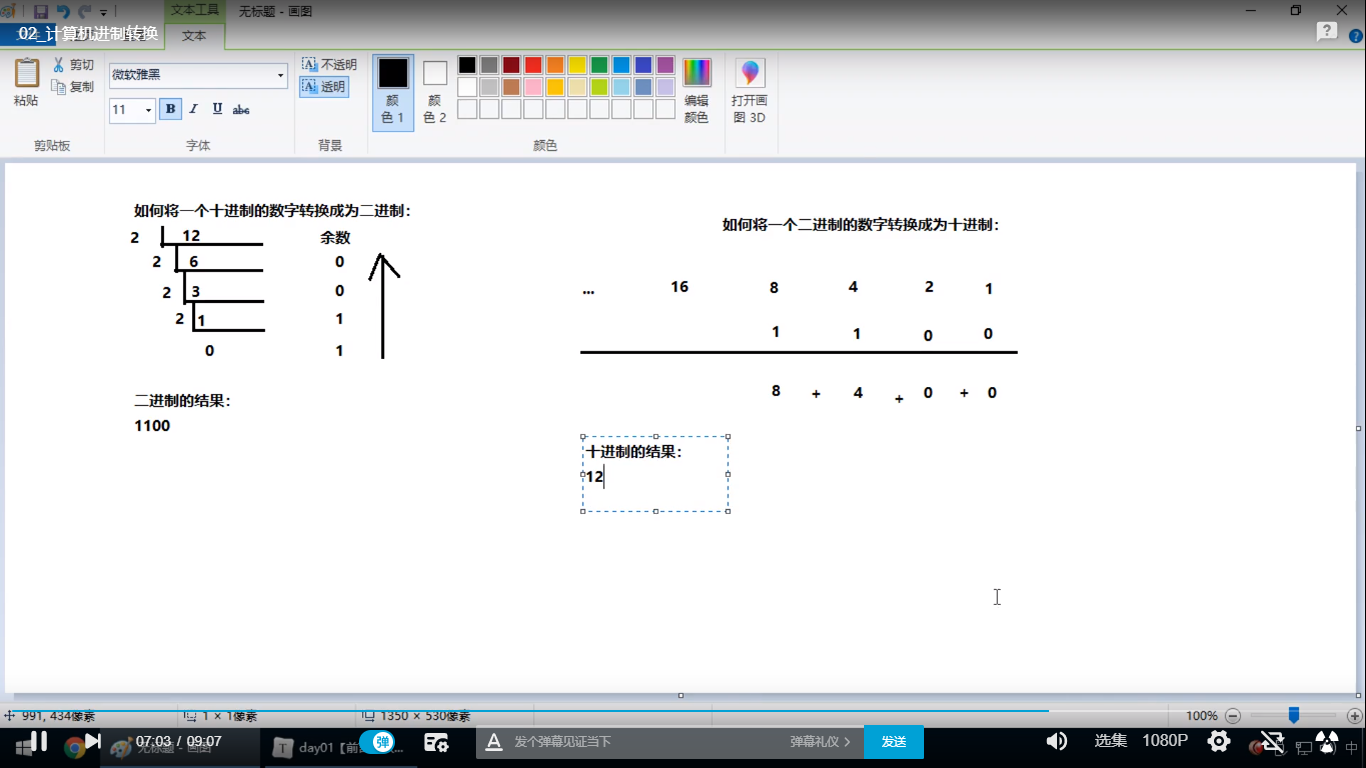 文本工具
无标题 - 画图
02_计算机进制转换
文本
粘贴
剪切
复制
剪贴板
微软雅黑
11
B I U abc
字体
不透明
透明
背景
颜色 1
颜色 2
编辑颜色
颜色
打开画图 3D
如何将一个十进制的数字转换成为二进制：
2 12 余数
2 6 0
2 3 0
2 1 1
0 1
二进制的结果：
1100
如何将一个二进制的数字转换成为十进制：
... 16 8 4 2 1
1 1 0 0
8 + 4 + 0 + 0
十进制的结果：
12
991, 434像素
1 × 1像素
1350 × 530像素
100%
07:03 / 09:07
无标题 - 画图
day01【前
弹
发个弹幕见证当下
弹幕礼仪
发送
选集
1080P
中